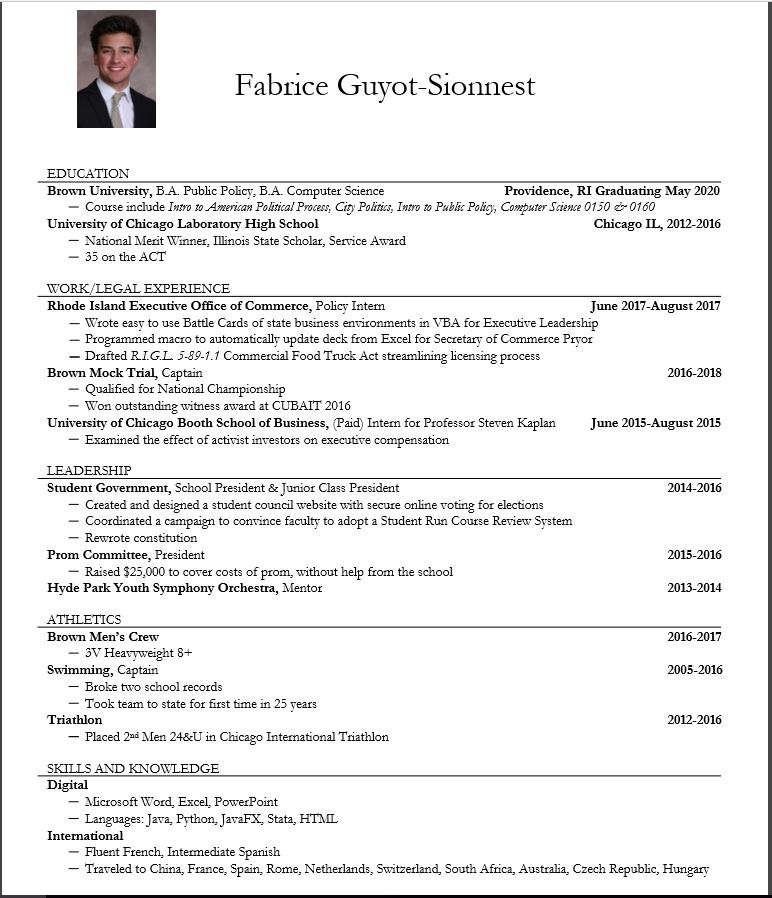 Fabrice Guyot-Sionnest
EDUCATION
Brown University, B.A. Public Policy, B.A. Computer Science Providence, RI Graduating May 2020
— Course include Intro to American Political Process, City Politics, Intro to Public Policy, Computer Science 0150 & 0160
University of Chicago Laboratory High School Chicago IL, 2012-2016
— National Merit Winner, Illinois State Scholar, Service Award
— 35 on the ACT
WORK/LEGAL EXPERIENCE
Rhode Island Executive Office of Commerce, Policy Intern June 2017-August 2017
— Wrote easy to use Battle Cards of state business environments in VBA for Executive Leadership
— Programmed macro to automatically update deck from Excel for Secretary of Commerce Pryor
— Drafted R.I.G.L. 5-89-1.1 Commercial Food Truck Act streamlining licensing process
Brown Mock Trial, Captain 2016-2018
— Qualified for National Championship
— Won outstanding witness award at CUBAIT 2016
University of Chicago Booth School of Business, (Paid) Intern for Professor Steven Kaplan June 2015-August 2015
— Examined the effect of activist investors on executive compensation
LEADERSHIP
Student Government, School President & Junior Class President 2014-2016
— Created and designed a student council website with secure online voting for elections
— Coordinated a campaign to convince faculty to adopt a Student Run Course Review System
— Rewrote constitution
Prom Committee, President 2015-2016
— Raised $25,000 to cover costs of prom, without help from the school
Hyde Park Youth Symphony Orchestra, Mentor 2013-2014
ATHLETICS
Brown Men's Crew 2016-2017
— 3V Heavyweight 8+
Swimming, Captain 2005-2016
— Broke two school records
— Took team to state for first time in 25 years
Triathlon 2012-2016
— Placed 2nd Men 24&U in Chicago International Triathlon
SKILLS AND KNOWLEDGE
Digital
— Microsoft Word, Excel, PowerPoint
— Languages: Java, Python, JavaFX, Stata, HTML
International
— Fluent French, Intermediate Spanish
— Traveled to China, France, Spain, Rome, Netherlands, Switzerland, South Africa, Australia, Czech Republic, Hungary